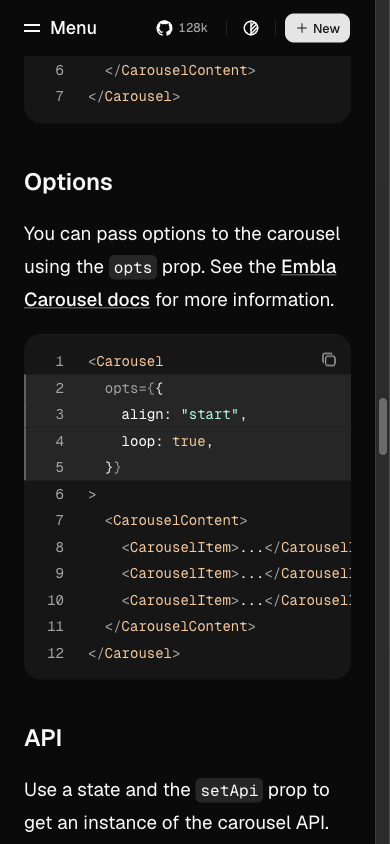 Menu 128k + New
6 </CarouselContent>
7 </Carousel>
Options
You can pass options to the carousel
using the opts prop. See the Embla
Carousel docs for more information.
1 <Carousel
2 opts={{
3 align: "start",
4 loop: true,
5 }}
6 >
7 <CarouselContent>
8 <CarouselItem>...</CarouselI
9 <CarouselItem>...</CarouselI
10 <CarouselItem>...</CarouselI
11 </CarouselContent>
12 </Carousel>
API
Use a state and the setApi prop to
get an instance of the carousel API.